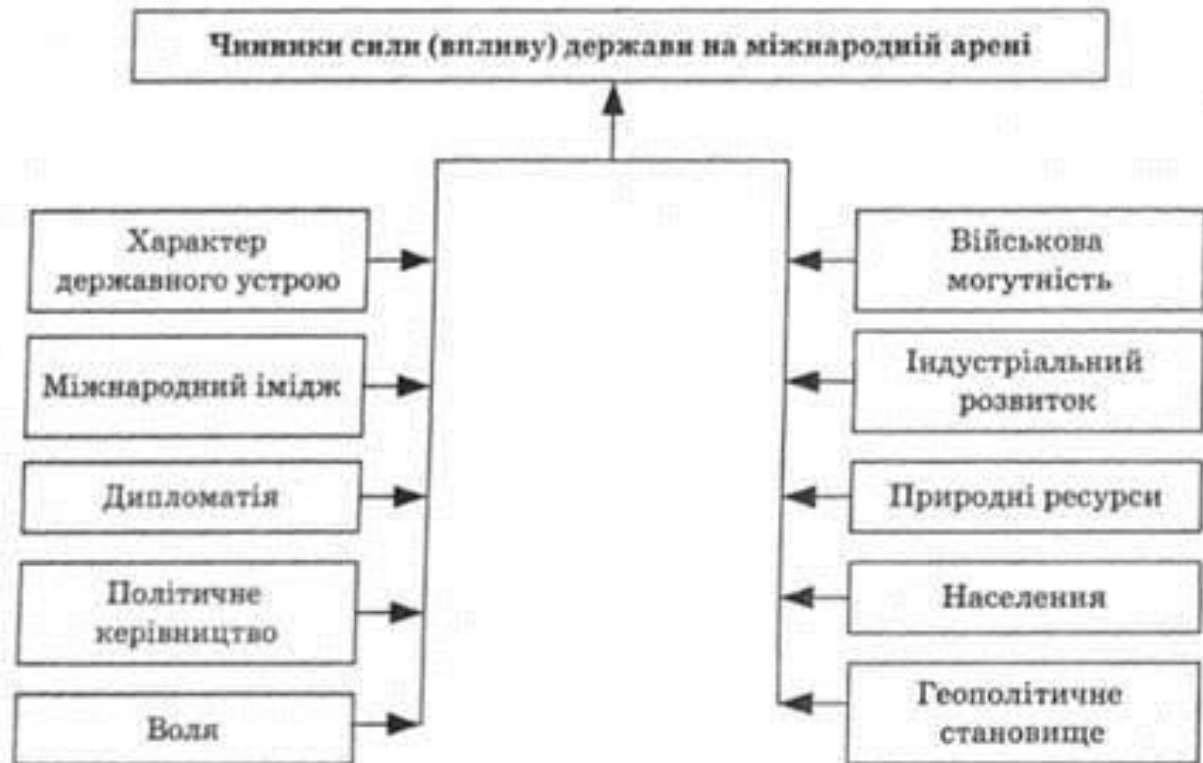 Чинники сили (впливу) держави на міжнародній арені
Характер
державного устрою
Міжнародний імідж
Дипломатія
Політичне
керівництво
Воля
Військова
могутність
Індустріальний
розвиток
Природні ресурси
Населення
Геополітичне
становище